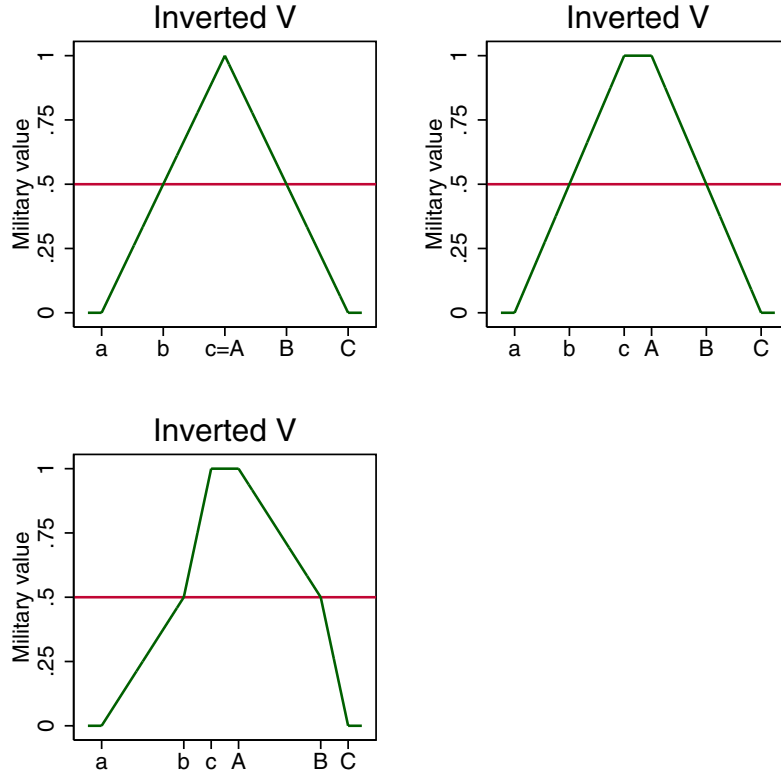 Inverted V
Military value
1
.75
.5
.25
0
a b c=A B C
Inverted V
Military value
1
.75
.5
.25
0
a b c A B C
Inverted V
Military value
1
.75
.5
.25
0
a b c A B C